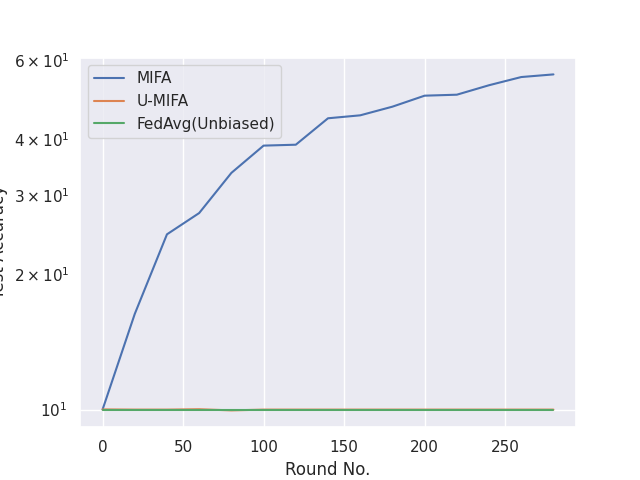 MIFA
U-MIFA
FedAvg(Unbiased)
6 × 10¹
4 × 10¹
3 × 10¹
2 × 10¹
10¹
0 50 100 150 200 250
Round No.